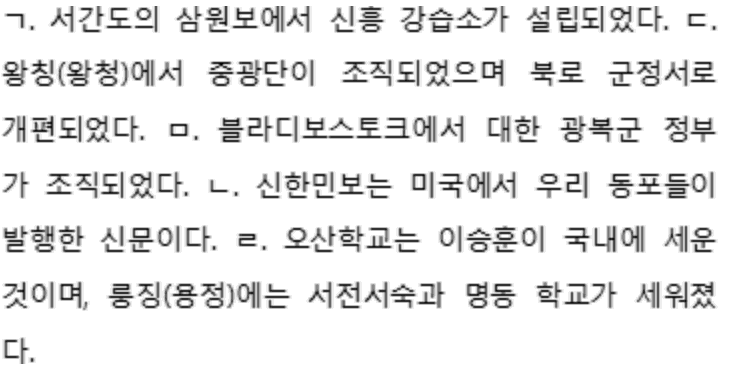 ㄱ. 서간도의 삼원보에서 신흥 강습소가 설립되었다. ㄷ.
왕칭(왕청)에서 중광단이 조직되었으며 북로 군정서로
개편되었다. ㅁ. 블라디보스토크에서 대한 광복군 정부
가 조직되었다. ㄴ. 신한민보는 미국에서 우리 동포들이
발행한 신문이다. ㄹ. 오산학교는 이승훈이 국내에 세운
것이며, 룽징(용정)에는 서전서숙과 명동 학교가 세워졌
다.